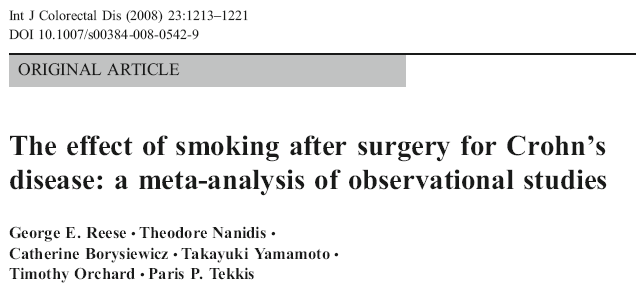 Int J Colorectal Dis (2008) 23:1213–1221
DOI 10.1007/s00384-008-0542-9
ORIGINAL ARTICLE
The effect of smoking after surgery for Crohn's
disease: a meta-analysis of observational studies
George E. Reese • Theodore Nanidis •
Catherine Borysiewicz • Takayuki Yamamoto •
Timothy Orchard • Paris P. Tekkis